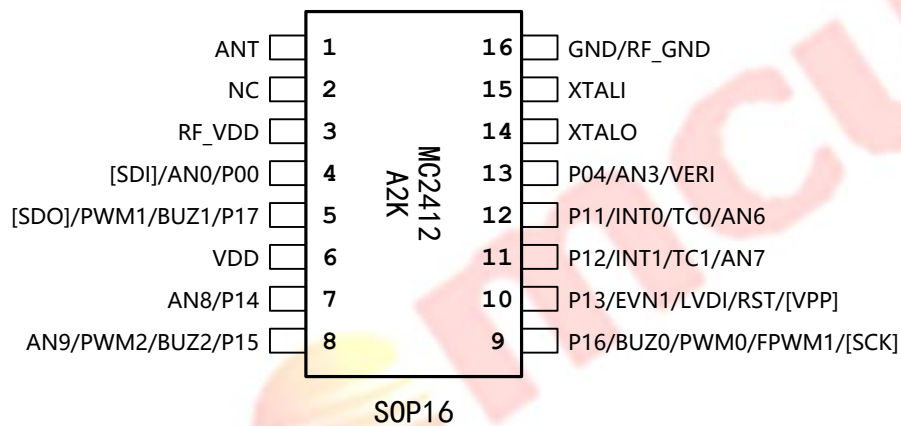 ANT 1 16 GND/RF_GND
NC 2 15 XTALI
RF_VDD 3 14 XTALO
[SDI]/AN0/P00 4 13 P04/AN3/VERI
[SDO]/PWM1/BUZ1/P17 5 12 P11/INT0/TC0/AN6
VDD 6 11 P12/INT1/TC1/AN7
AN8/P14 7 10 P13/EVN1/LVDI/RST/[VPP]
AN9/PWM2/BUZ2/P15 8 9 P16/BUZ0/PWM0/FPWM1/[SCK]
MC2412
A2K
SOP16
mcu